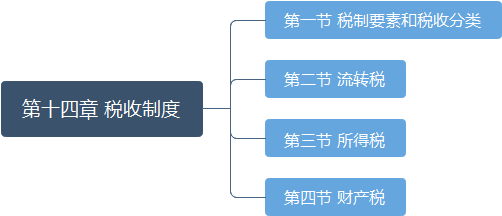 第十四章 税收制度
第一节 税制要素和税收分类
第二节 流转税
第三节 所得税
第四节 财产税